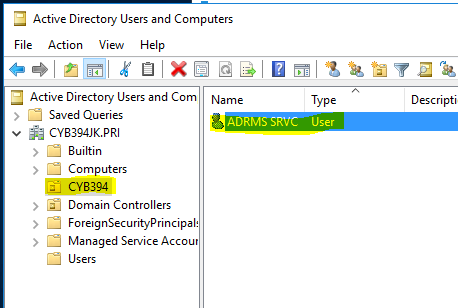 Active Directory Users and Computers
File Action View Help
Active Directory Users and Com
Saved Queries
CYB394JK.PRI
Builtin
Computers
CYB394
Domain Controllers
ForeignSecurityPrincipals
Managed Service Accoun
Users
Name Type Descripti
ADRMS SRVC User